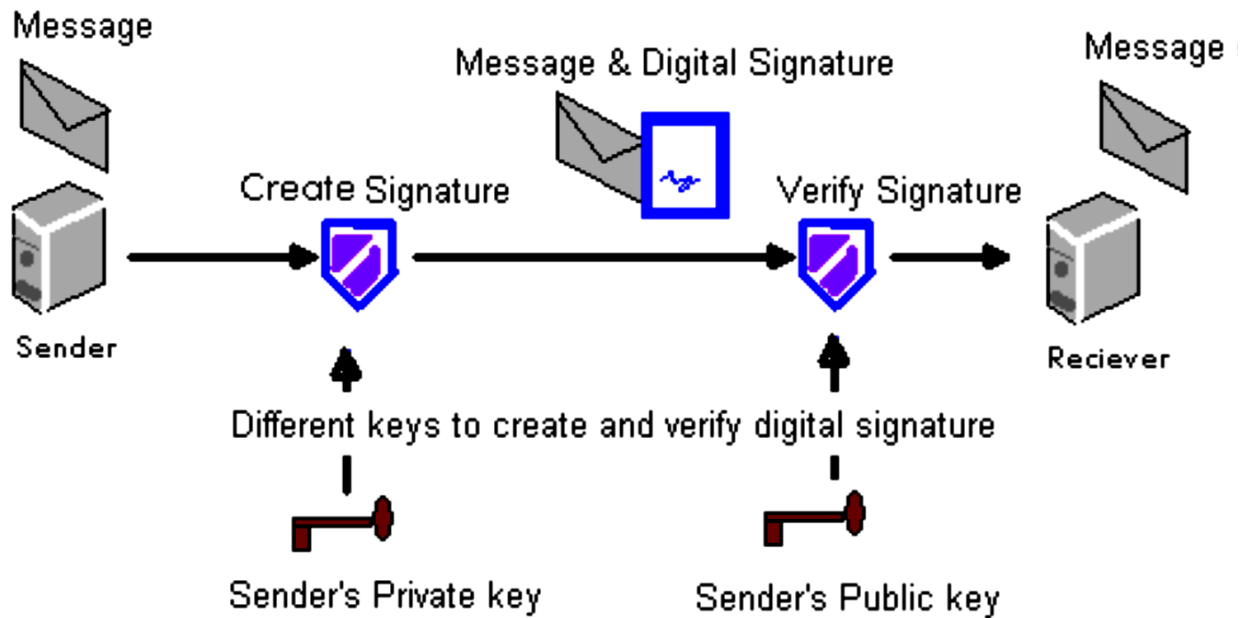 Message
Message & Digital Signature
Message
Create Signature
Verify Signature
Sender
Reciever
Different keys to create and verify digital signature
Sender's Private key
Sender's Public key